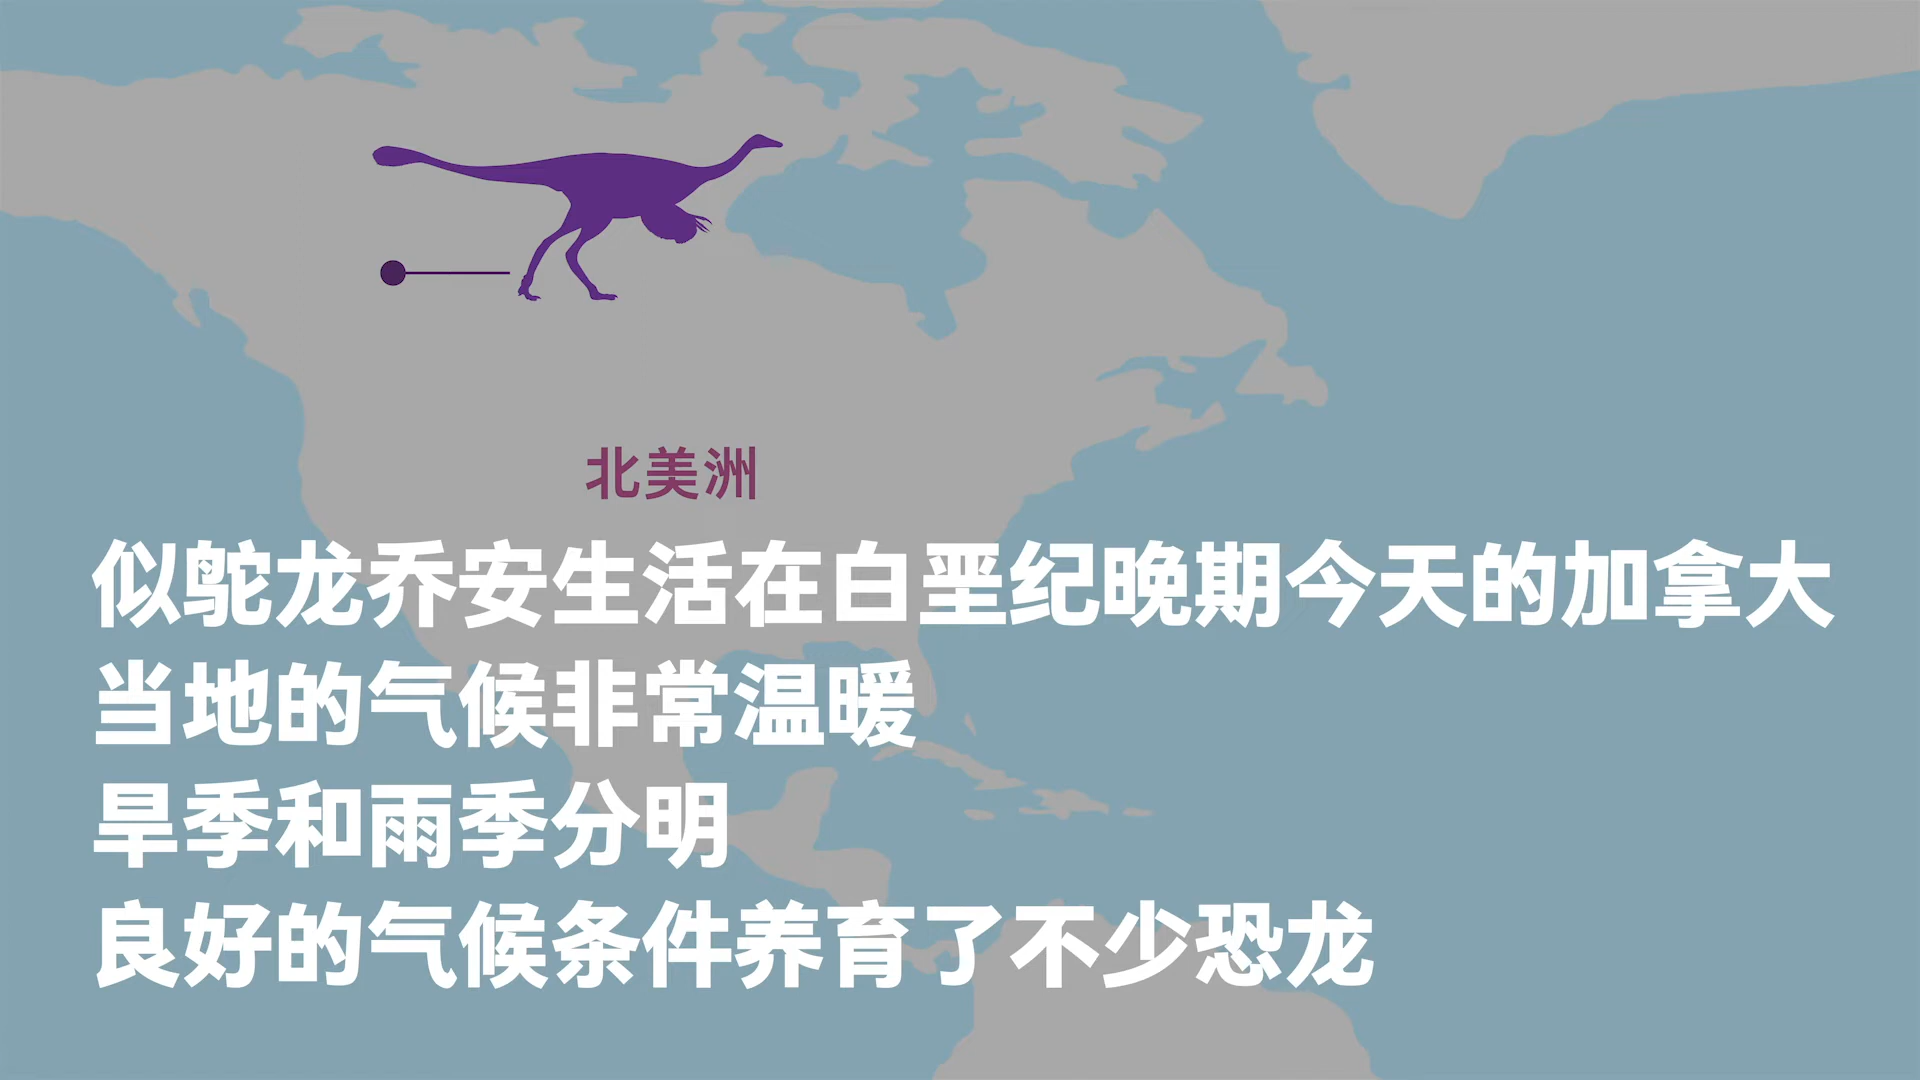 北美洲
似鸵龙乔安生活在白垩纪晚期今天的加拿大
当地的气候非常温暖
旱季和雨季分明
良好的气候条件养育了不少恐龙